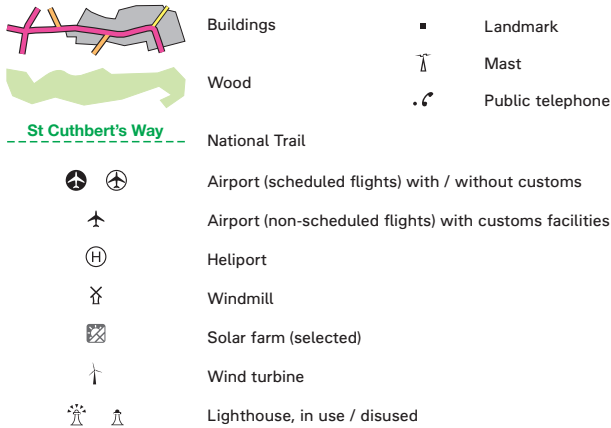 Buildings
Wood
St Cuthbert's Way
National Trail
Airport (scheduled flights) with / without customs
Airport (non-scheduled flights) with customs facilities
H
Heliport
Windmill
Solar farm (selected)
Wind turbine
Lighthouse, in use / disused
Landmark
Mast
Public telephone